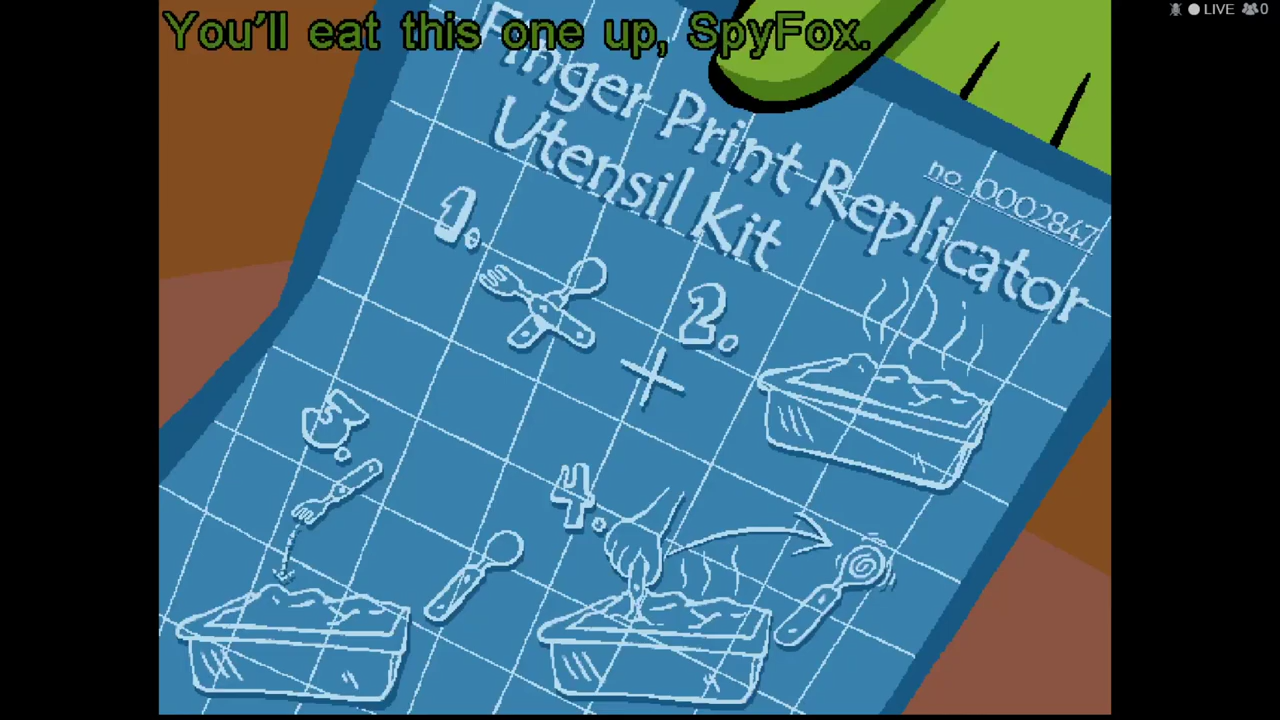 You'll eat this one up, SpyFox.
LIVE 0
Finger Print Replicator
Utensil Kit
no. 0002847
1.
+
2.
3.
4.